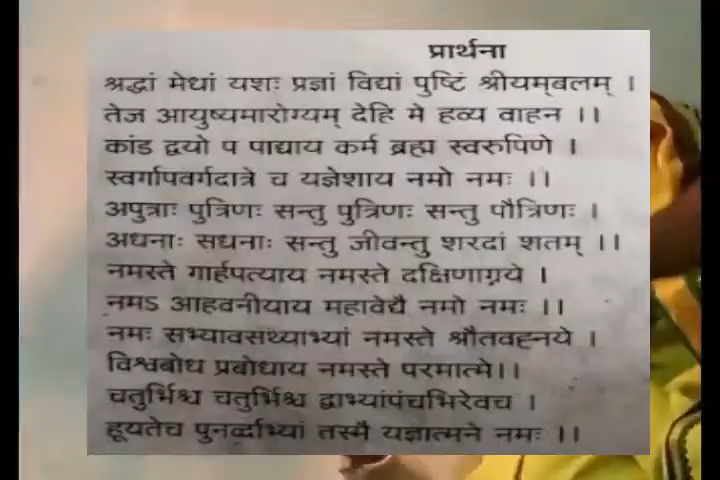 प्रार्थना
श्रद्धां मेधां यशः प्रज्ञां विद्यां पुष्टिं श्रीयम्बलम् ।
तेज आयुष्यमारोग्यम् देहि मे हव्य वाहन ।।
कांड द्वयो प पाद्याय कर्म ब्रह्म स्वरुपिणे ।
स्वर्गापवर्गदात्रे च यज्ञेशाय नमो नमः ।।
अपुत्राः पुत्रिणः सन्तु पुत्रिणः सन्तु पौत्रिणः ।
अधनाः सधनाः सन्तु जीवन्तु शरदां शतम् ।।
नमस्ते गार्हपत्याय नमस्ते दक्षिणाग्नये ।
नमऽ आहवनीयाय महावेद्यै नमो नमः ।।
नमः सभ्यावसथ्याभ्यां नमस्ते श्रौतवह्नये ।
विश्वबोध प्रबोधाय नमस्ते परमात्मे।।
चतुर्भिश्च चतुर्भिश्च द्वाभ्यांपंचभिरेवच ।
हूयतेच पुनर्व्दाभ्यां तस्मै यज्ञात्मने नमः ।।